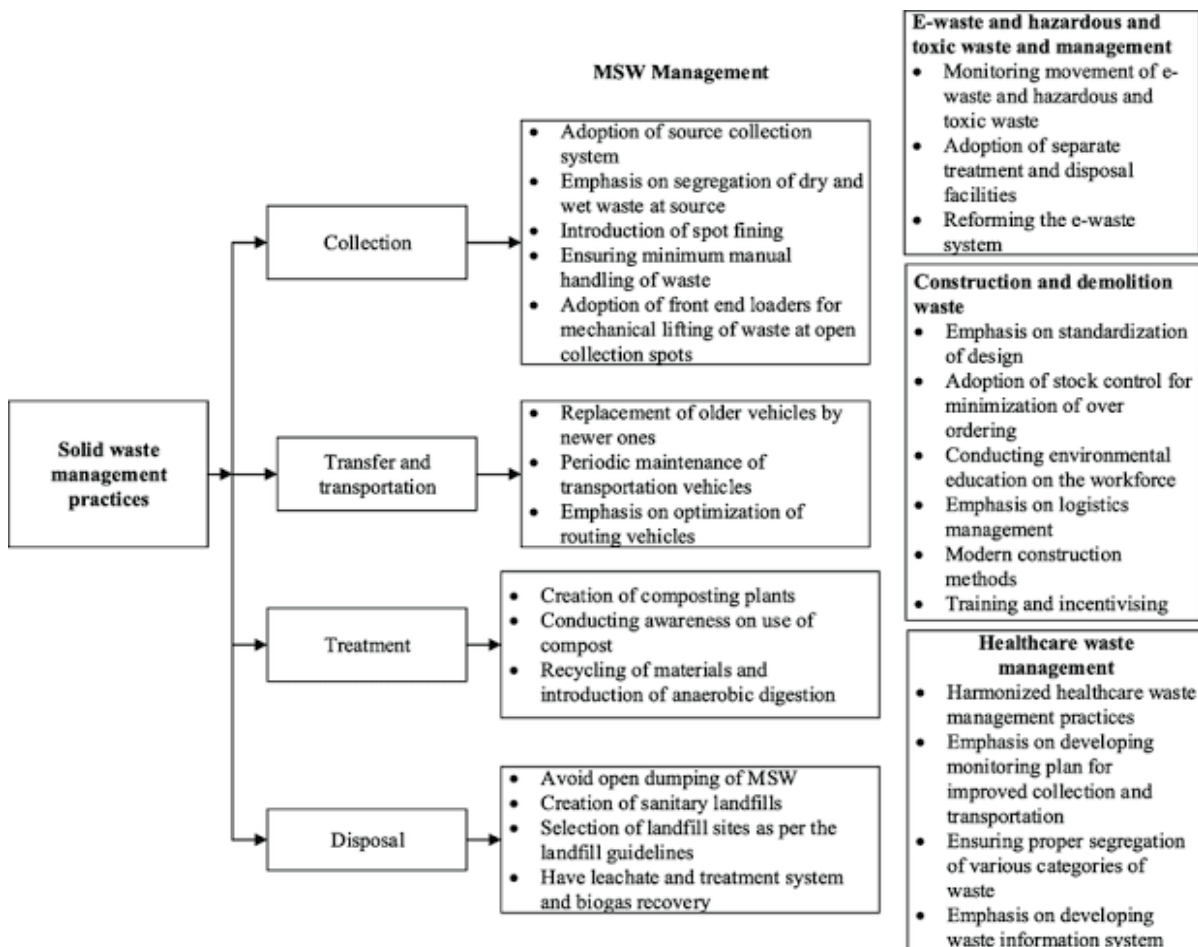 MSW Management
Solid waste
management
practices
Collection
Adoption of source collection
system
Emphasis on segregation of dry and
wet waste at source
Introduction of spot fining
Ensuring minimum manual
handling of waste
Adoption of front end loaders for
mechanical lifting of waste at open
collection spots
Transfer and
transportation
Replacement of older vehicles by
newer ones
Periodic maintenance of
transportation vehicles
Emphasis on optimization of
routing vehicles
Treatment
Creation of composting plants
Conducting awareness on use of
compost
Recycling of materials and
introduction of anaerobic digestion
Disposal
Avoid open dumping of MSW
Creation of sanitary landfills
Selection of landfill sites as per the
landfill guidelines
Have leachate and treatment system
and biogas recovery
E-waste and hazardous and
toxic waste and management
Monitoring movement of e-
waste and hazardous and
toxic waste
Adoption of separate
treatment and disposal
facilities
Reforming the e-waste
system
Construction and demolition
waste
Emphasis on standardization
of design
Adoption of stock control for
minimization of over
ordering
Conducting environmental
education on the workforce
Emphasis on logistics
management
Modern construction
methods
Training and incentivising
Healthcare waste
management
Harmonized healthcare waste
management practices
Emphasis on developing
monitoring plan for
improved collection and
transportation
Ensuring proper segregation
of various categories of
waste
Emphasis on developing
waste information system